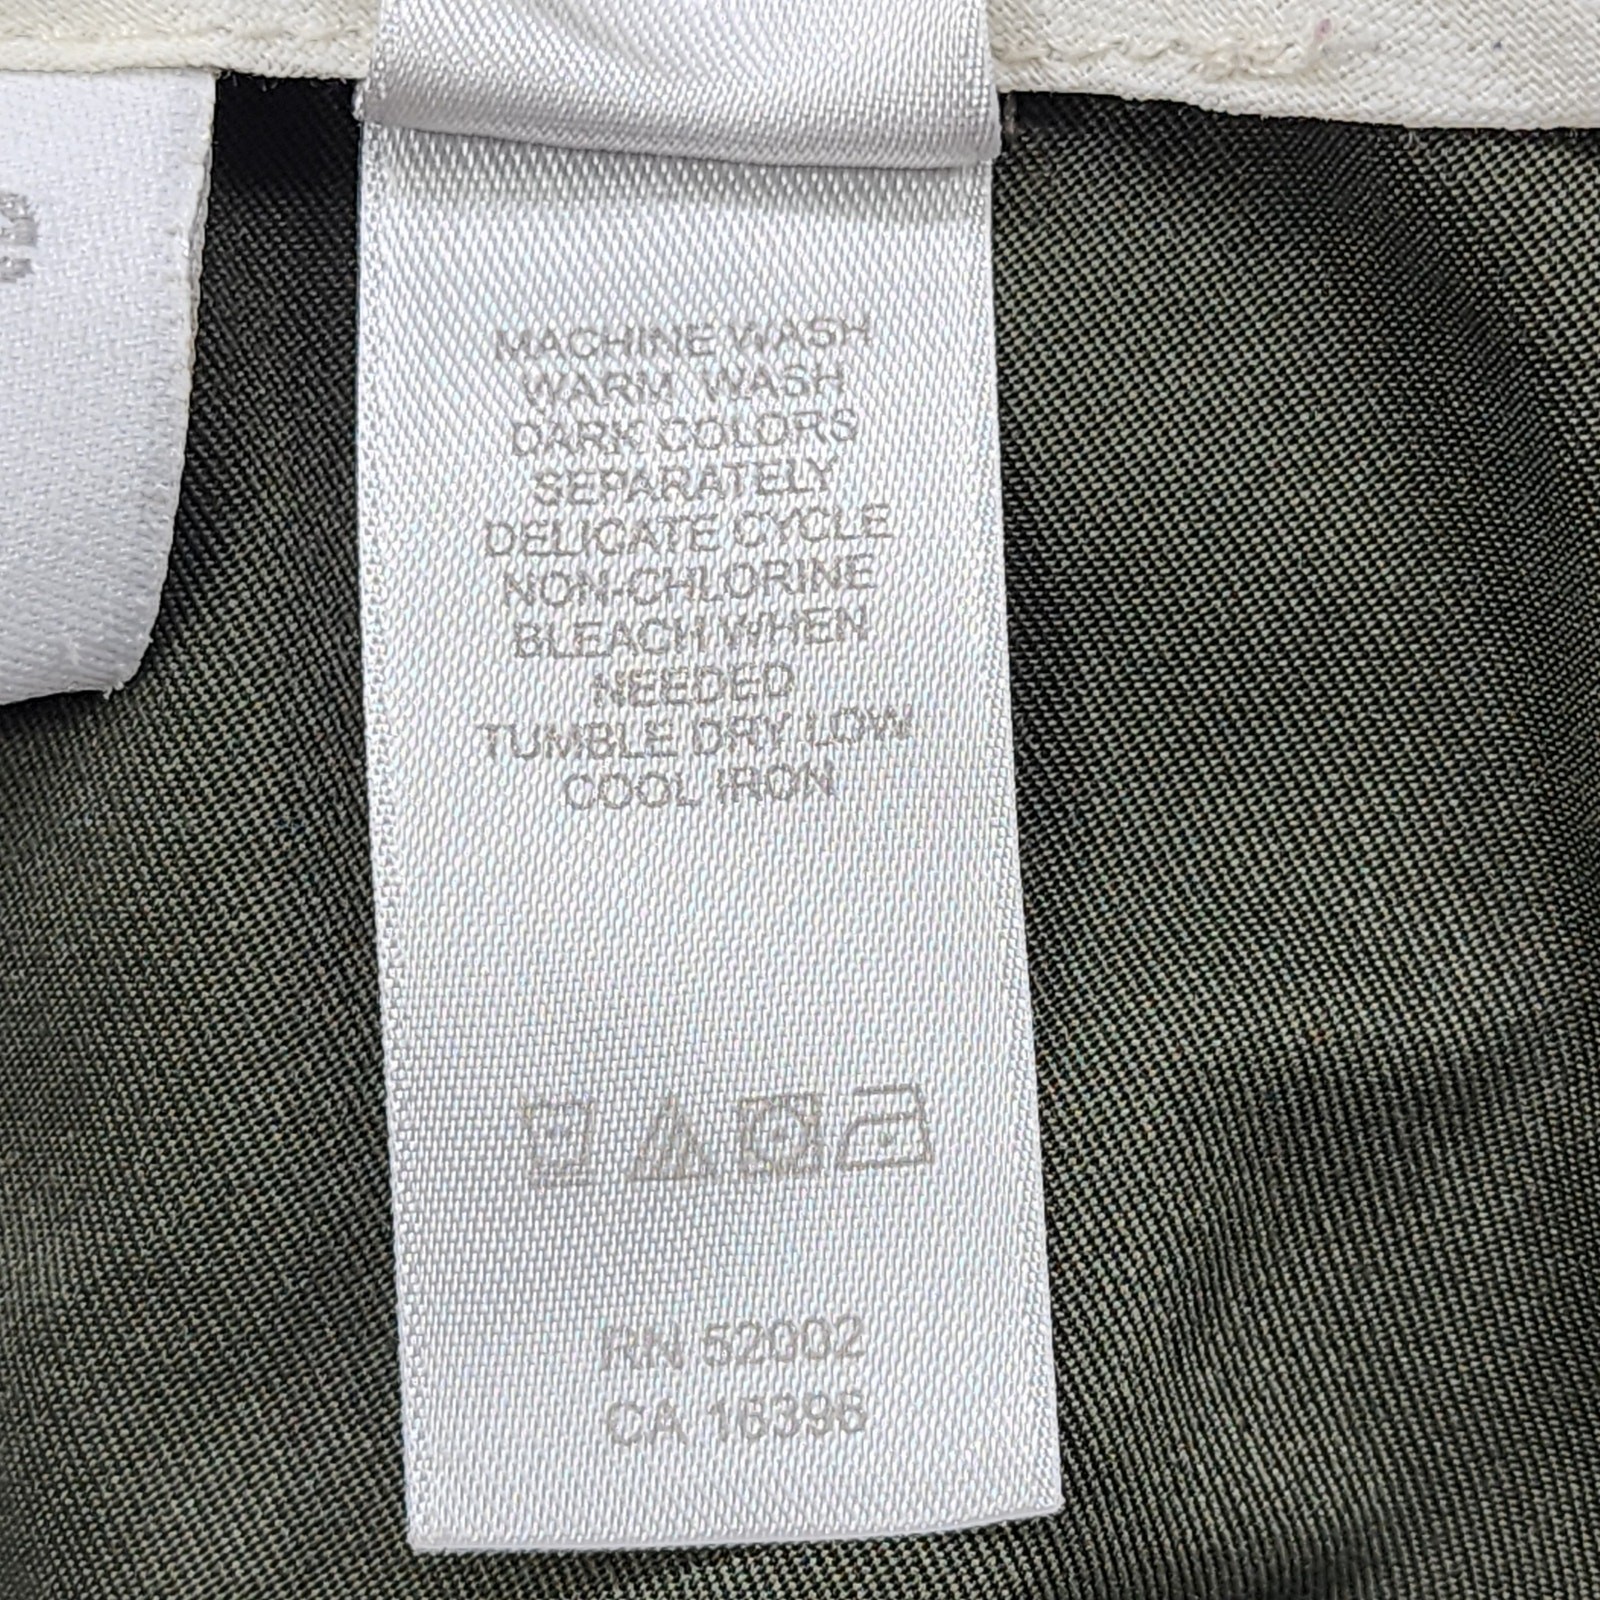 MACHINE WASH
WARM WASH
DARK COLORS
SEPARATELY
DELICATE CYCLE
NON-CHLORINE
BLEACH WHEN
NEEDED
TUMBLE DRY LOW
COOL IRON
RN 52002
CA 16396